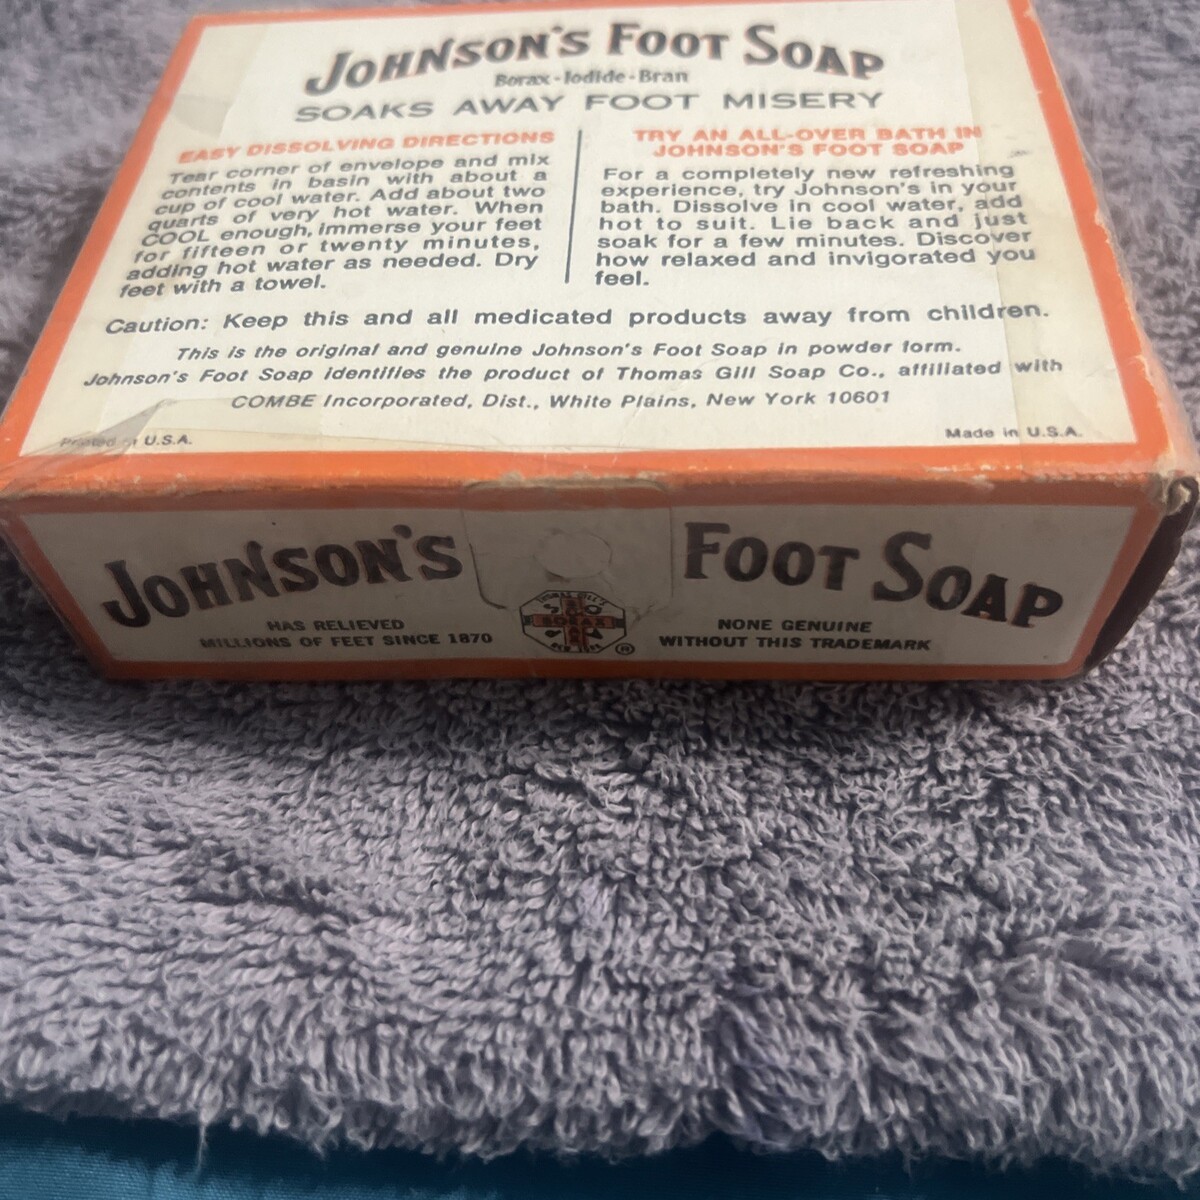 JOHNSON'S FOOT SOAP
Borax-Iodide-Bran
SOAKS AWAY FOOT MISERY
EASY DISSOLVING DIRECTIONS
Tear corner of envelope and mix
contents in basin with about a
cup of cool water. Add about two
quarts of very hot water. When
COOL enough, immerse your feet
for fifteen or twenty minutes,
adding hot water as needed. Dry
feet with a towel.
TRY AN ALL-OVER BATH IN
JOHNSON'S FOOT SOAP
For a completely new refreshing
experience, try Johnson's in your
bath. Dissolve in cool water, add
hot to suit. Lie back and just
soak for a few minutes. Discover
how relaxed and invigorated you
feel.
Caution: Keep this and all medicated products away from children.
This is the original and genuine Johnson's Foot Soap in powder form.
Johnson's Foot Soap identifies the product of Thomas Gill Soap Co., affiliated with
COMBE Incorporated, Dist., White Plains, New York 10601
Printed in U.S.A.
Made in U.S.A.
JOHNSON'S FOOT SOAP
HAS RELIEVED
MILLIONS OF FEET SINCE 1870
THOMAS GILL'S
BORAX
NEW YORK
®
NONE GENUINE
WITHOUT THIS TRADEMARK